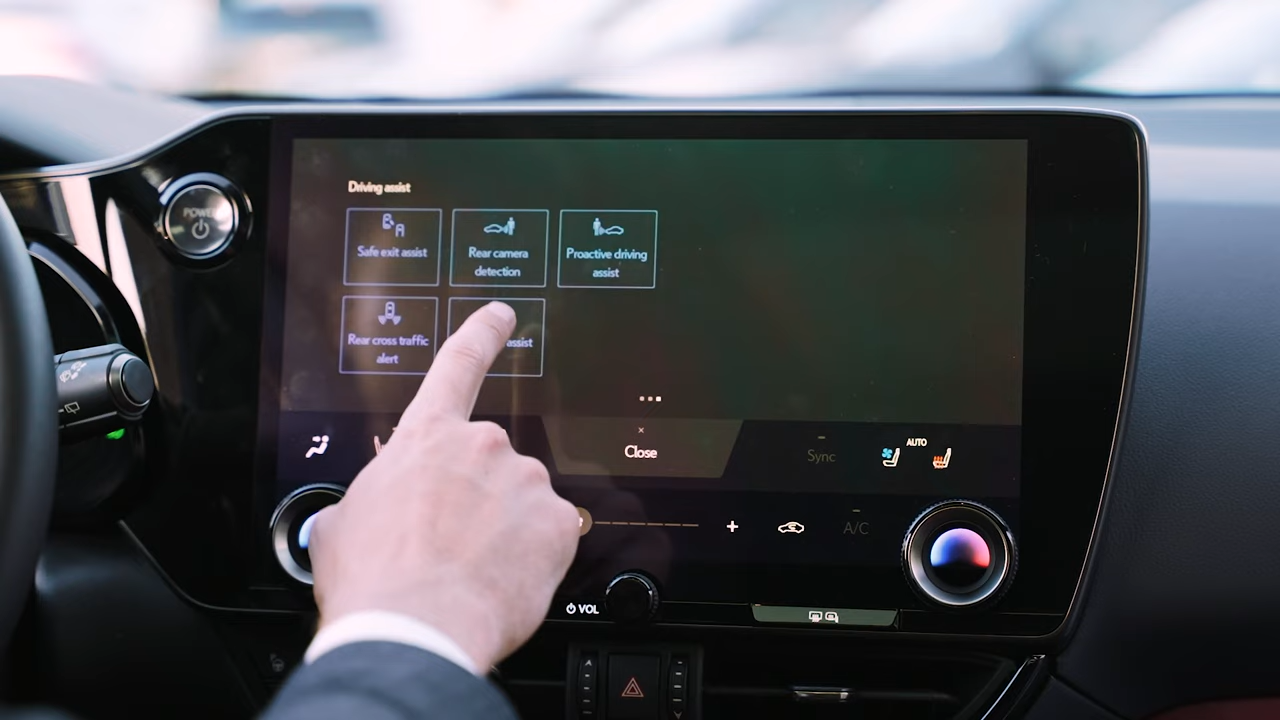 POWER
Driving assist
Safe exit assist
Rear camera
detection
Proactive driving
assist
Rear cross traffic
alert
assist
Close
Sync
AUTO
A/C
VOL